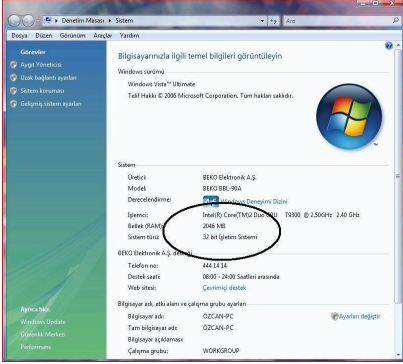 Denetim Masası ▸ Sistem
Ara
Dosya Düzen Görünüm Araçlar Yardım
Görevler
Aygıt Yöneticisi
Uzak bağlantı ayarları
Sistem koruması
Gelişmiş sistem ayarları
Ayrıca bkz.
Windows Update
Güvenlik Merkezi
Performans
Bilgisayarınızla ilgili temel bilgileri görüntüleyin
Windows sürümü
Windows Vista™ Ultimate
Telif Hakkı © 2006 Microsoft Corporation. Tüm hakları saklıdır.
Sistem
Üretici: BEKO Elektronik A.Ş.
Model: BEKO BBL-90A
Derecelendirme: Windows Deneyimi Dizini
İşlemci: Intel(R) Core(TM)2 Duo CPU T9300 @ 2.50GHz 2.40 GHz
Bellek (RAM): 2046 MB
Sistem türü: 32 bit İşletim Sistemi
BEKO Elektronik A.Ş. desteği
Telefon no: 444 14 14
Destek saati: 08:00 - 24:00 Saatleri arasında
Web sitesi: Çevrimiçi destek
Bilgisayar adı, etki alanı ve çalışma grubu ayarları
Bilgisayar adı: ÖZCAN-PC
Ayarları değiştir
Tam bilgisayar adı: ÖZCAN-PC
Bilgisayar açıklaması:
Çalışma grubu: WORKGROUP